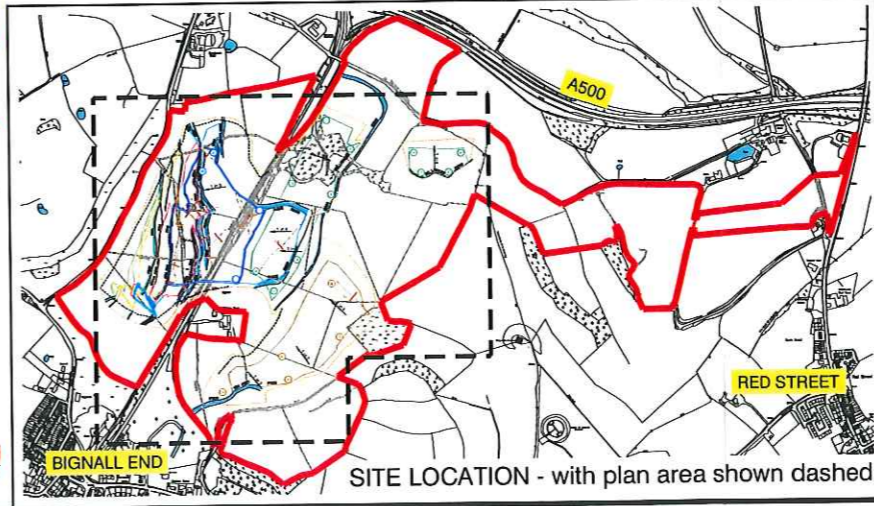 A500
RED STREET
BIGNALL END
SITE LOCATION - with plan area shown dashed